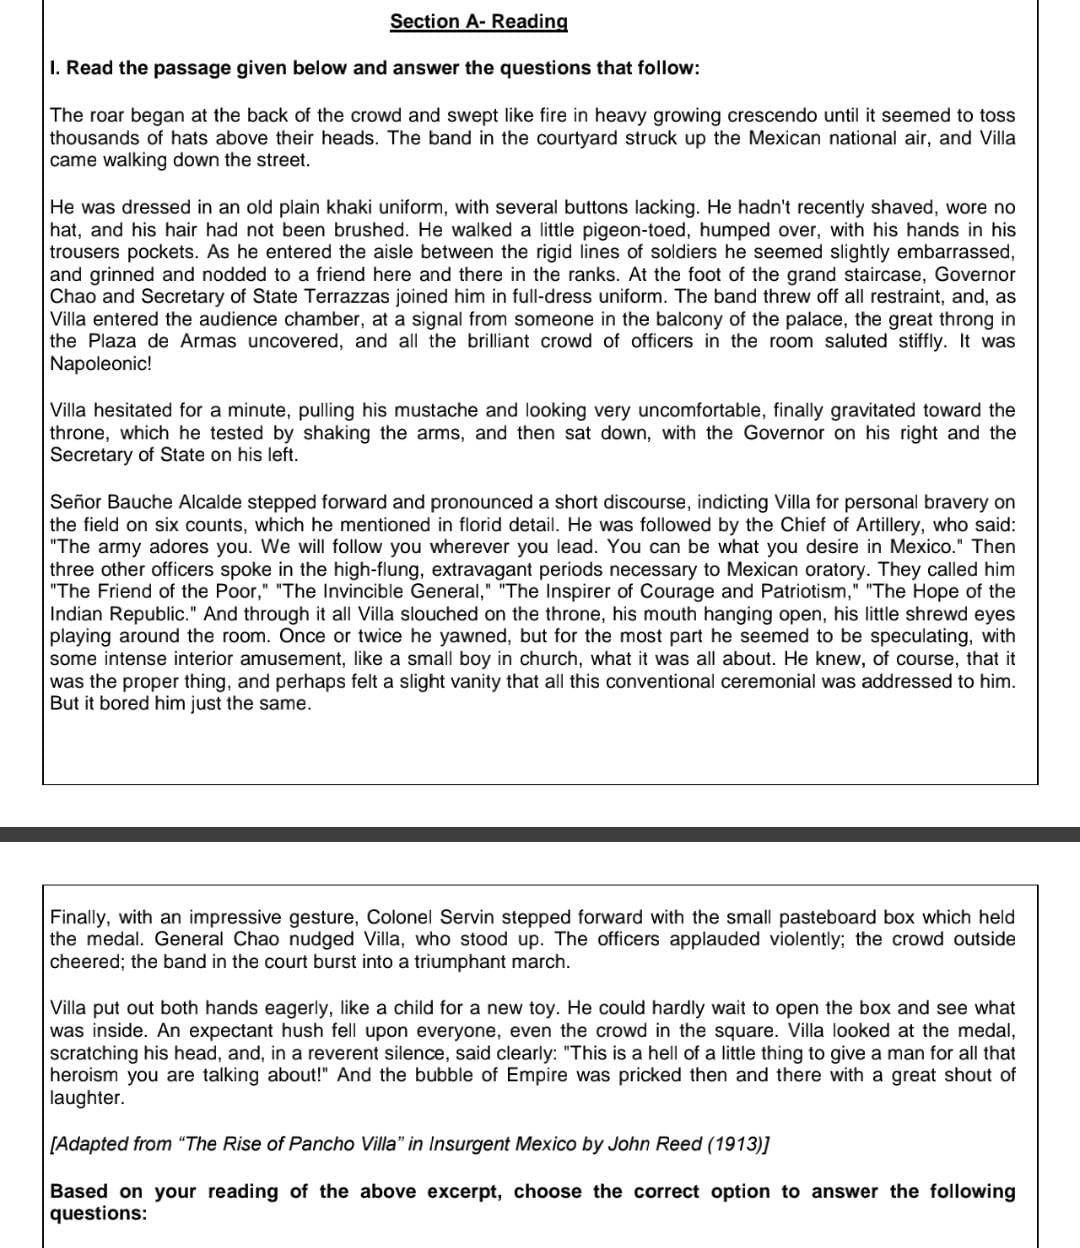 Section A- Reading
I. Read the passage given below and answer the questions that follow:
The roar began at the back of the crowd and swept like fire in heavy growing crescendo until it seemed to toss
thousands of hats above their heads. The band in the courtyard struck up the Mexican national air, and Villa
came walking down the street.
He was dressed in an old plain khaki uniform, with several buttons lacking. He hadn't recently shaved, wore no
hat, and his hair had not been brushed. He walked a little pigeon-toed, humped over, with his hands in his
trousers pockets. As he entered the aisle between the rigid lines of soldiers he seemed slightly embarrassed,
and grinned and nodded to a friend here and there in the ranks. At the foot of the grand staircase, Governor
Chao and Secretary of State Terrazzas joined him in full-dress uniform. The band threw off all restraint, and, as
Villa entered the audience chamber, at a signal from someone in the balcony of the palace, the great throng in
the Plaza de Armas uncovered, and all the brilliant crowd of officers in the room saluted stiffly. It was
Napoleonic!
Villa hesitated for a minute, pulling his mustache and looking very uncomfortable, finally gravitated toward the
throne, which he tested by shaking the arms, and then sat down, with the Governor on his right and the
Secretary of State on his left.
Señor Bauche Alcalde stepped forward and pronounced a short discourse, indicting Villa for personal bravery on
the field on six counts, which he mentioned in florid detail. He was followed by the Chief of Artillery, who said:
"The army adores you. We will follow you wherever you lead. You can be what you desire in Mexico." Then
three other officers spoke in the high-flung, extravagant periods necessary to Mexican oratory. They called him
"The Friend of the Poor," "The Invincible General," "The Inspirer of Courage and Patriotism," "The Hope of the
Indian Republic." And through it all Villa slouched on the throne, his mouth hanging open, his little shrewd eyes
playing around the room. Once or twice he yawned, but for the most part he seemed to be speculating, with
some intense interior amusement, like a small boy in church, what it was all about. He knew, of course, that it
was the proper thing, and perhaps felt a slight vanity that all this conventional ceremonial was addressed to him.
But it bored him just the same.
Finally, with an impressive gesture, Colonel Servin stepped forward with the small pasteboard box which held
the medal. General Chao nudged Villa, who stood up. The officers applauded violently; the crowd outside
cheered; the band in the court burst into a triumphant march.
Villa put out both hands eagerly, like a child for a new toy. He could hardly wait to open the box and see what
was inside. An expectant hush fell upon everyone, even the crowd in the square. Villa looked at the medal,
scratching his head, and, in a reverent silence, said clearly: "This is a hell of a little thing to give a man for all that
heroism you are talking about!" And the bubble of Empire was pricked then and there with a great shout of
laughter.
[Adapted from “The Rise of Pancho Villa” in Insurgent Mexico by John Reed (1913)]
Based on your reading of the above excerpt, choose the correct option to answer the following
questions: